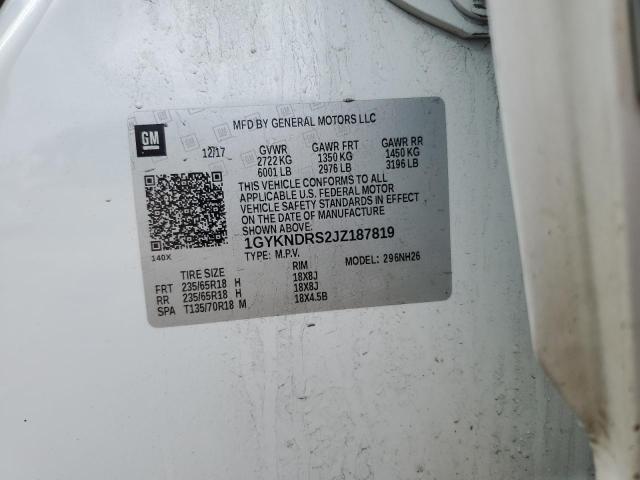 GM
MFD BY GENERAL MOTORS LLC
12/17 GVWR GAWR FRT GAWR RR
2722 KG 1350 KG 1450 KG
6001 LB 2976 LB 3196 LB
THIS VEHICLE CONFORMS TO ALL
APPLICABLE U.S. FEDERAL MOTOR
VEHICLE SAFETY STANDARDS IN EFFECT
ON THE DATE OF MANUFACTURE
SHOWN ABOVE.
1GYKNDRS2JZ187819
140X
TYPE: M.P.V. MODEL: 296NH26
TIRE SIZE RIM
FRT 235/65R18 H 18X8J
RR 235/65R18 H 18X8J
SPA T135/70R18 M 18X4.5B